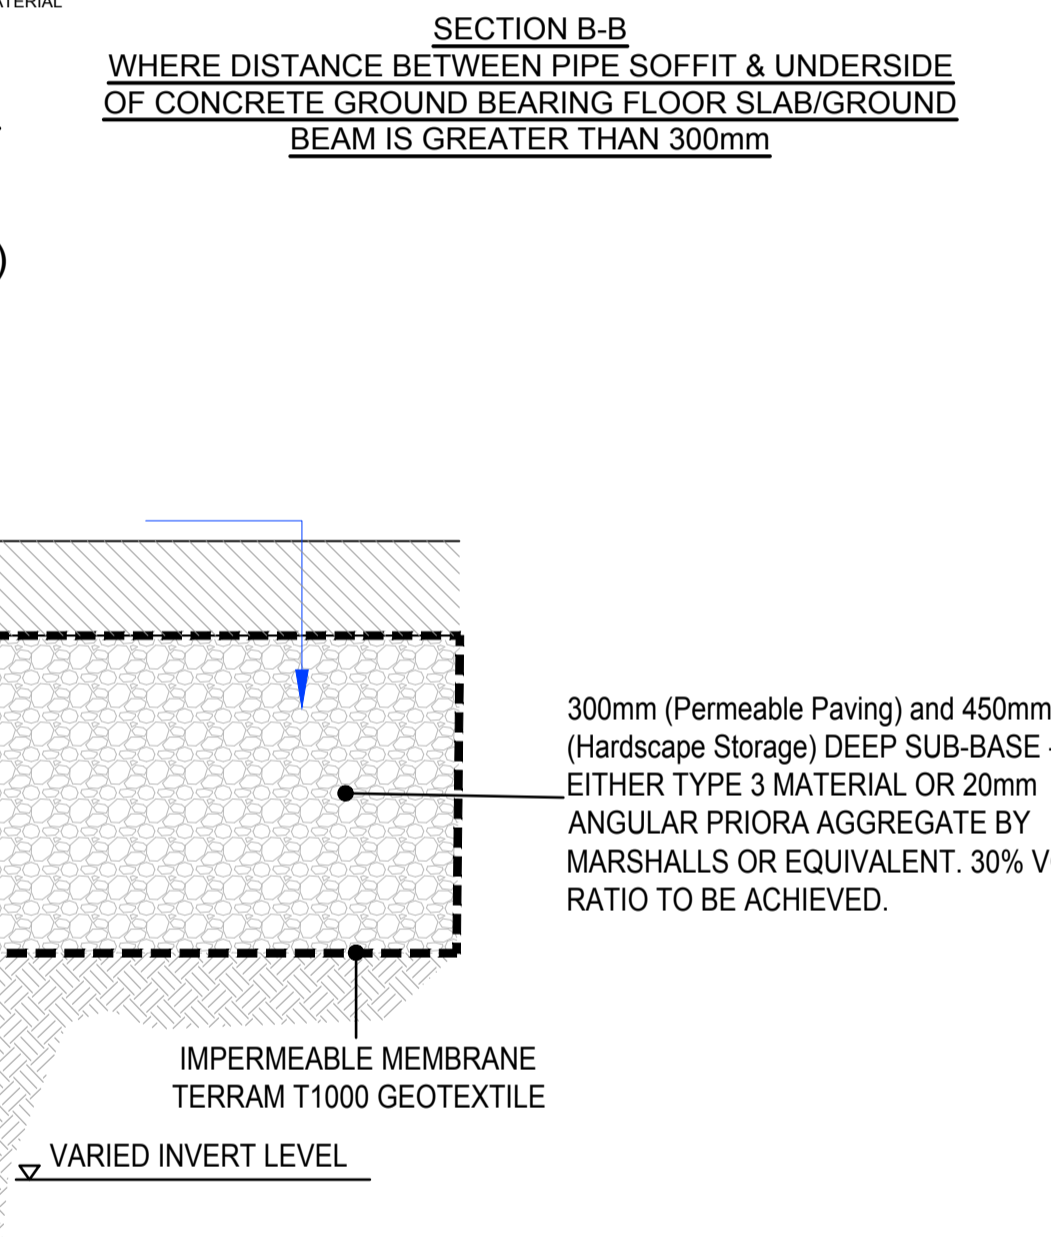 SECTION B-B
WHERE DISTANCE BETWEEN PIPE SOFFIT & UNDERSIDE
OF CONCRETE GROUND BEARING FLOOR SLAB/GROUND
BEAM IS GREATER THAN 300mm
300mm (Permeable Paving) and 450mm
(Hardscape Storage) DEEP SUB-BASE -
EITHER TYPE 3 MATERIAL OR 20mm
ANGULAR PRIORA AGGREGATE BY
MARSHALLS OR EQUIVALENT. 30%
RATIO TO BE ACHIEVED.
IMPERMEABLE MEMBRANE
TERRAM T1000 GEOTEXTILE
VARIED INVERT LEVEL